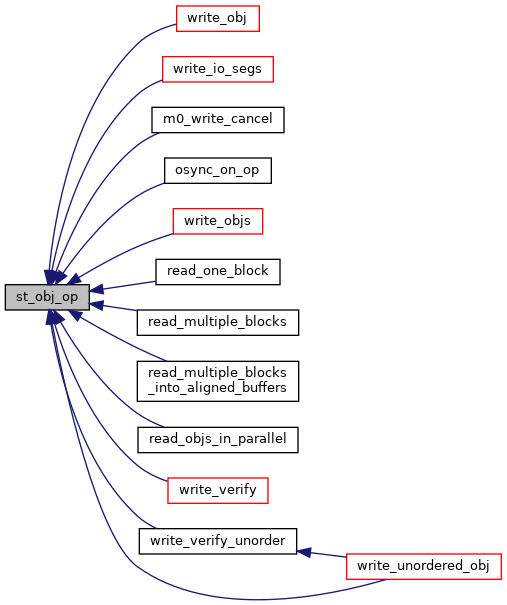 write_obj
write_io_segs
m0_write_cancel
osync_on_op
write_objs
read_one_block
st_obj_op
read_multiple_blocks
read_multiple_blocks
_into_aligned_buffers
read_objs_in_parallel
write_verify
write_verify_unorder
write_unordered_obj